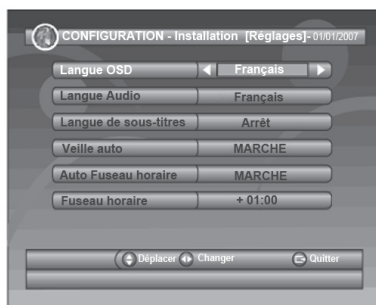 CONFIGURATION - Installation [Réglages]- 01/01/2007
Langue OSD Français
Langue Audio Français
Langue de sous-titres Arrêt
Veille auto MARCHE
Auto Fuseau horaire MARCHE
Fuseau horaire + 01:00
Déplacer Changer Quitter